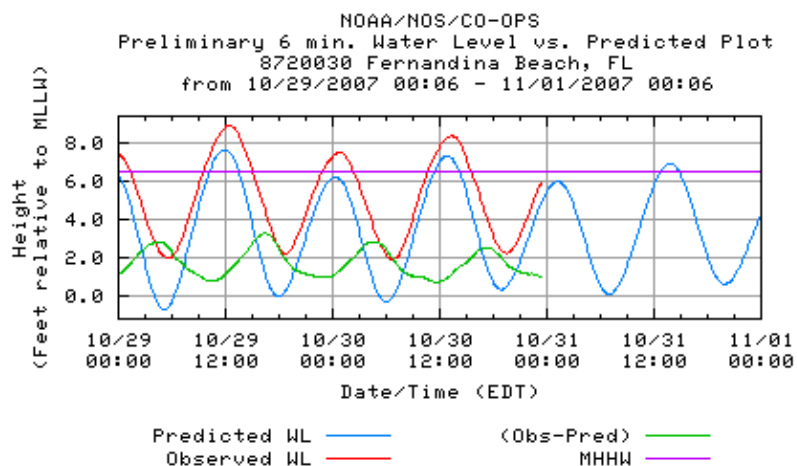 NOAA/NOS/CO-OPS
Preliminary 6 min. Water Level vs. Predicted Plot
8720030 Fernandina Beach, FL
from 10/29/2007 00:06 - 11/01/2007 00:06
Height
(Feet relative to MLLW)
8.0
6.0
4.0
2.0
0.0
10/29 10/29 10/30 10/30 10/31 10/31 11/01
00:00 12:00 00:00 12:00 00:00 12:00 00:00
Date/Time (EDT)
Predicted WL (Obs-Pred)
Observed WL MHHW